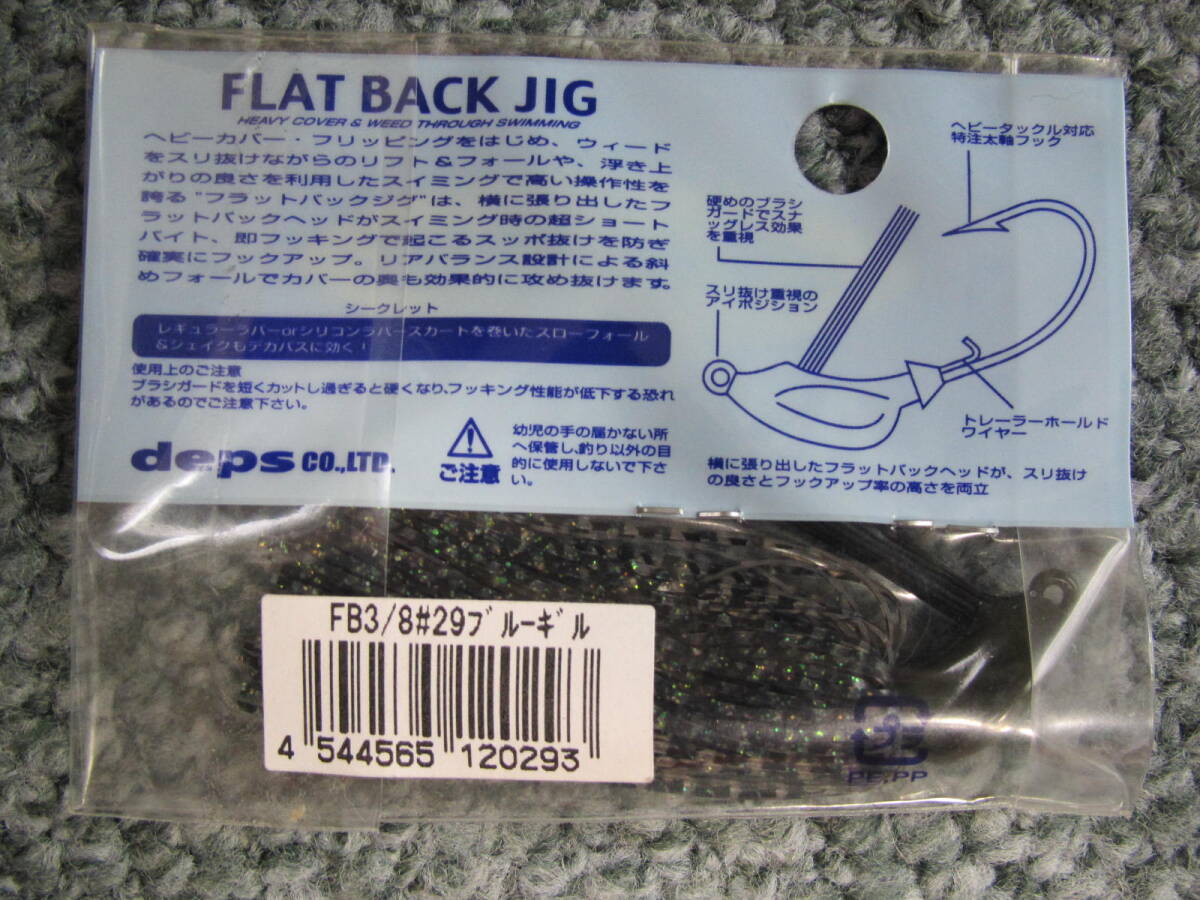 FLAT BACK JIG
HEAVY COVER & WEED THROUGH SWIMMING
ヘビーカバー・フリッピングをはじめ、ウィード
をスリ抜けながらのリフト&フォールや、浮き上
がりの良さを利用したスイミングで高い操作性を
誇る"フラットバックジグ"は、横に張り出したフ
ラットバックヘッドがスイミング時の超ショート
バイト、即フッキングで起こるスッポ抜けを防ぎ
確実にフックアップ。リアバランス設計による斜
めフォールでカバーの奥も効果的に攻め抜けます。
シークレット
レギュラーラバーorシリコンラバースカートを巻いたスローフォール
&シェイクもデカバスに効く!
使用上のご注意
ブラシガードを短くカットし過ぎると硬くなり、フッキング性能が低下する恐れ
があるのでご注意下さい。
deps CO.,LTD.
ご注意
幼児の手の届かない所
へ保管し、釣り以外の目
的に使用しないで下さ
い。
ヘビータックル対応
特注太軸フック
硬めのブラシ
ガードでスナ
ッグレス効果
を重視
スリ抜け重視の
アイポジション
トレーラーホールド
ワイヤー
横に張り出したフラットバックヘッドが、スリ抜け
の良さとフックアップ率の高さを両立
FB3/8#29ブルーギル
4 544565 120293
PE,PP